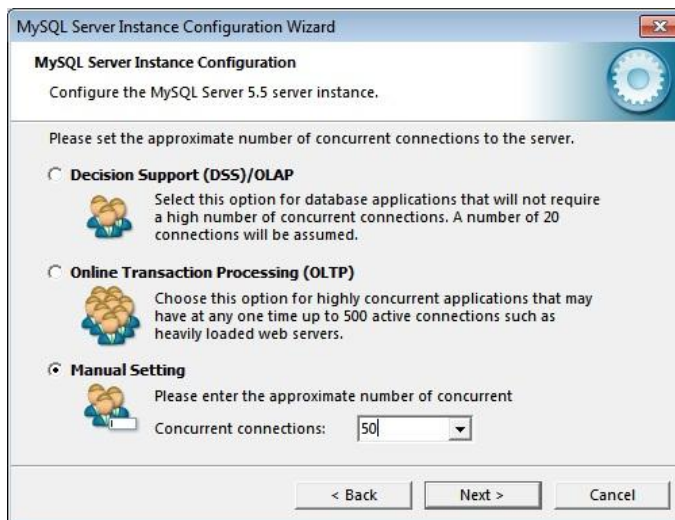 MySQL Server Instance Configuration Wizard
MySQL Server Instance Configuration
Configure the MySQL Server 5.5 server instance.
Please set the approximate number of concurrent connections to the server.
Decision Support (DSS)/OLAP
Select this option for database applications that will not require
a high number of concurrent connections. A number of 20
connections will be assumed.
Online Transaction Processing (OLTP)
Choose this option for highly concurrent applications that may
have at any one time up to 500 active connections such as
heavily loaded web servers.
Manual Setting
Please enter the approximate number of concurrent
Concurrent connections: 50
< Back Next > Cancel